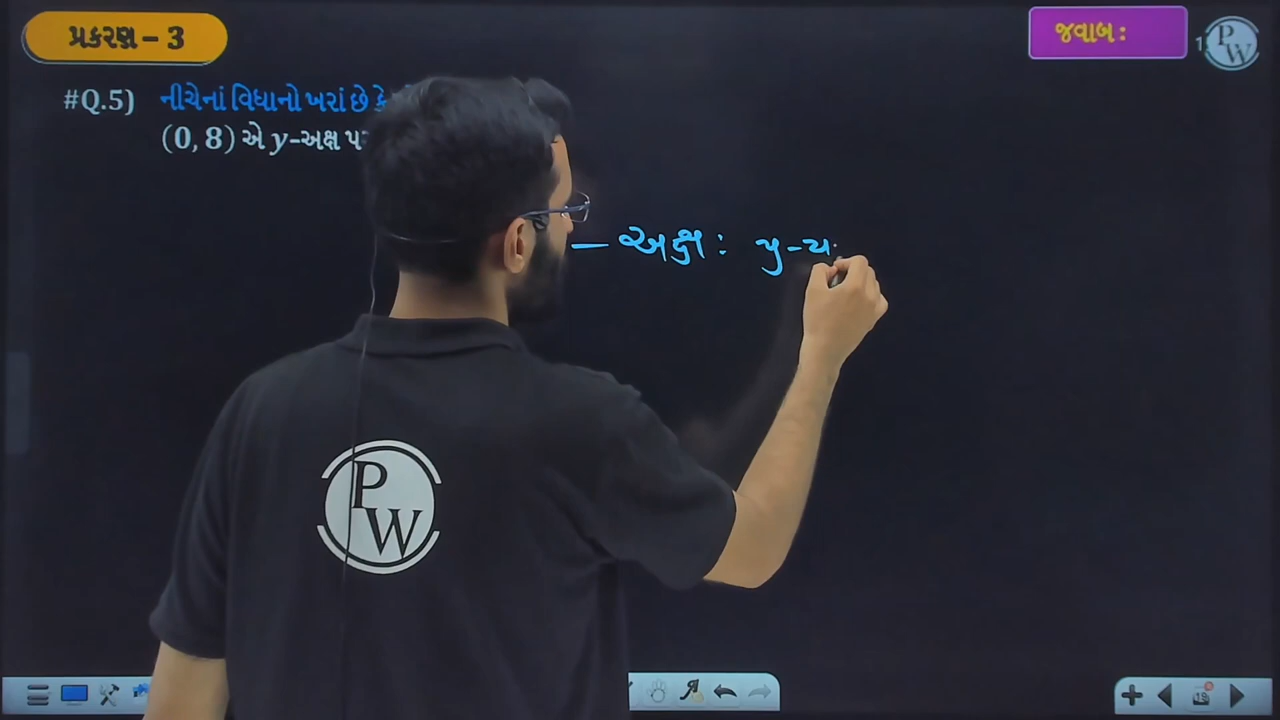 પ્રકરણ – 3
જવાબ :
PW
#Q.5) નીચેનાં વિધાનો ખરાં છે કે
(0, 8) એ y-અક્ષ
– અક્ષ : y-ય
PW